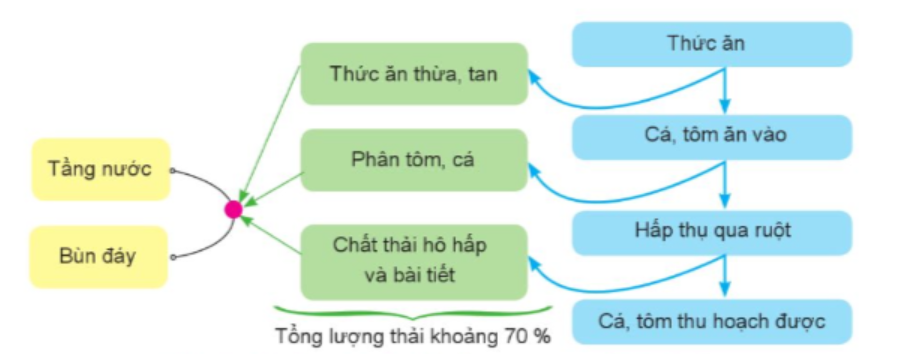 Thức ăn
Thức ăn thừa, tan
Cá, tôm ăn vào
Phân tôm, cá
Tầng nước
Hấp thụ qua ruột
Bùn đáy
Chất thải hô hấp
và bài tiết
Cá, tôm thu hoạch được
Tổng lượng thải khoảng 70 %